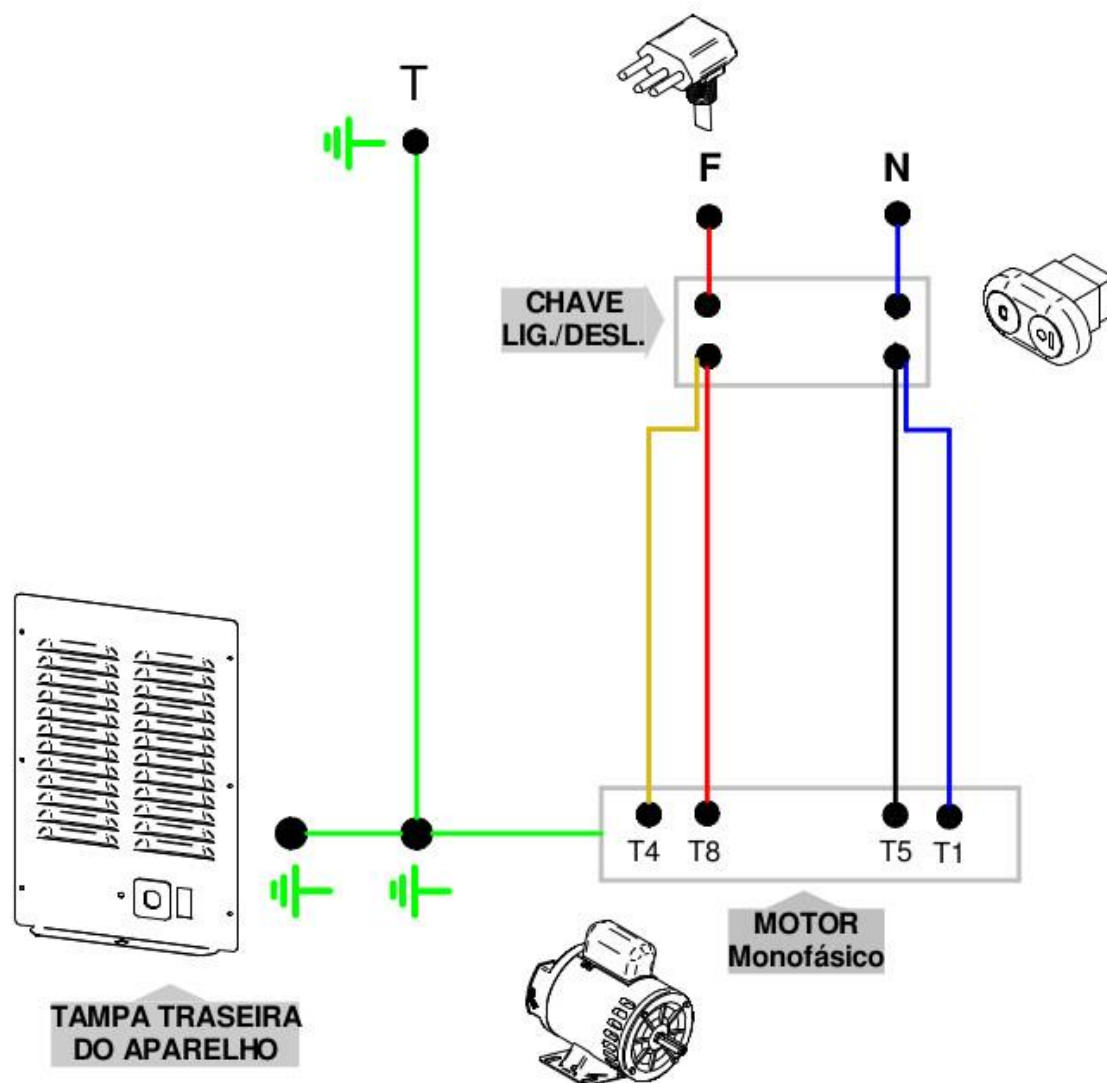 T
F
N
CHAVE
LIG./DESL.
T4
T8
T5
T1
MOTOR
Monofásico
TAMPA TRASEIRA
DO APARELHO